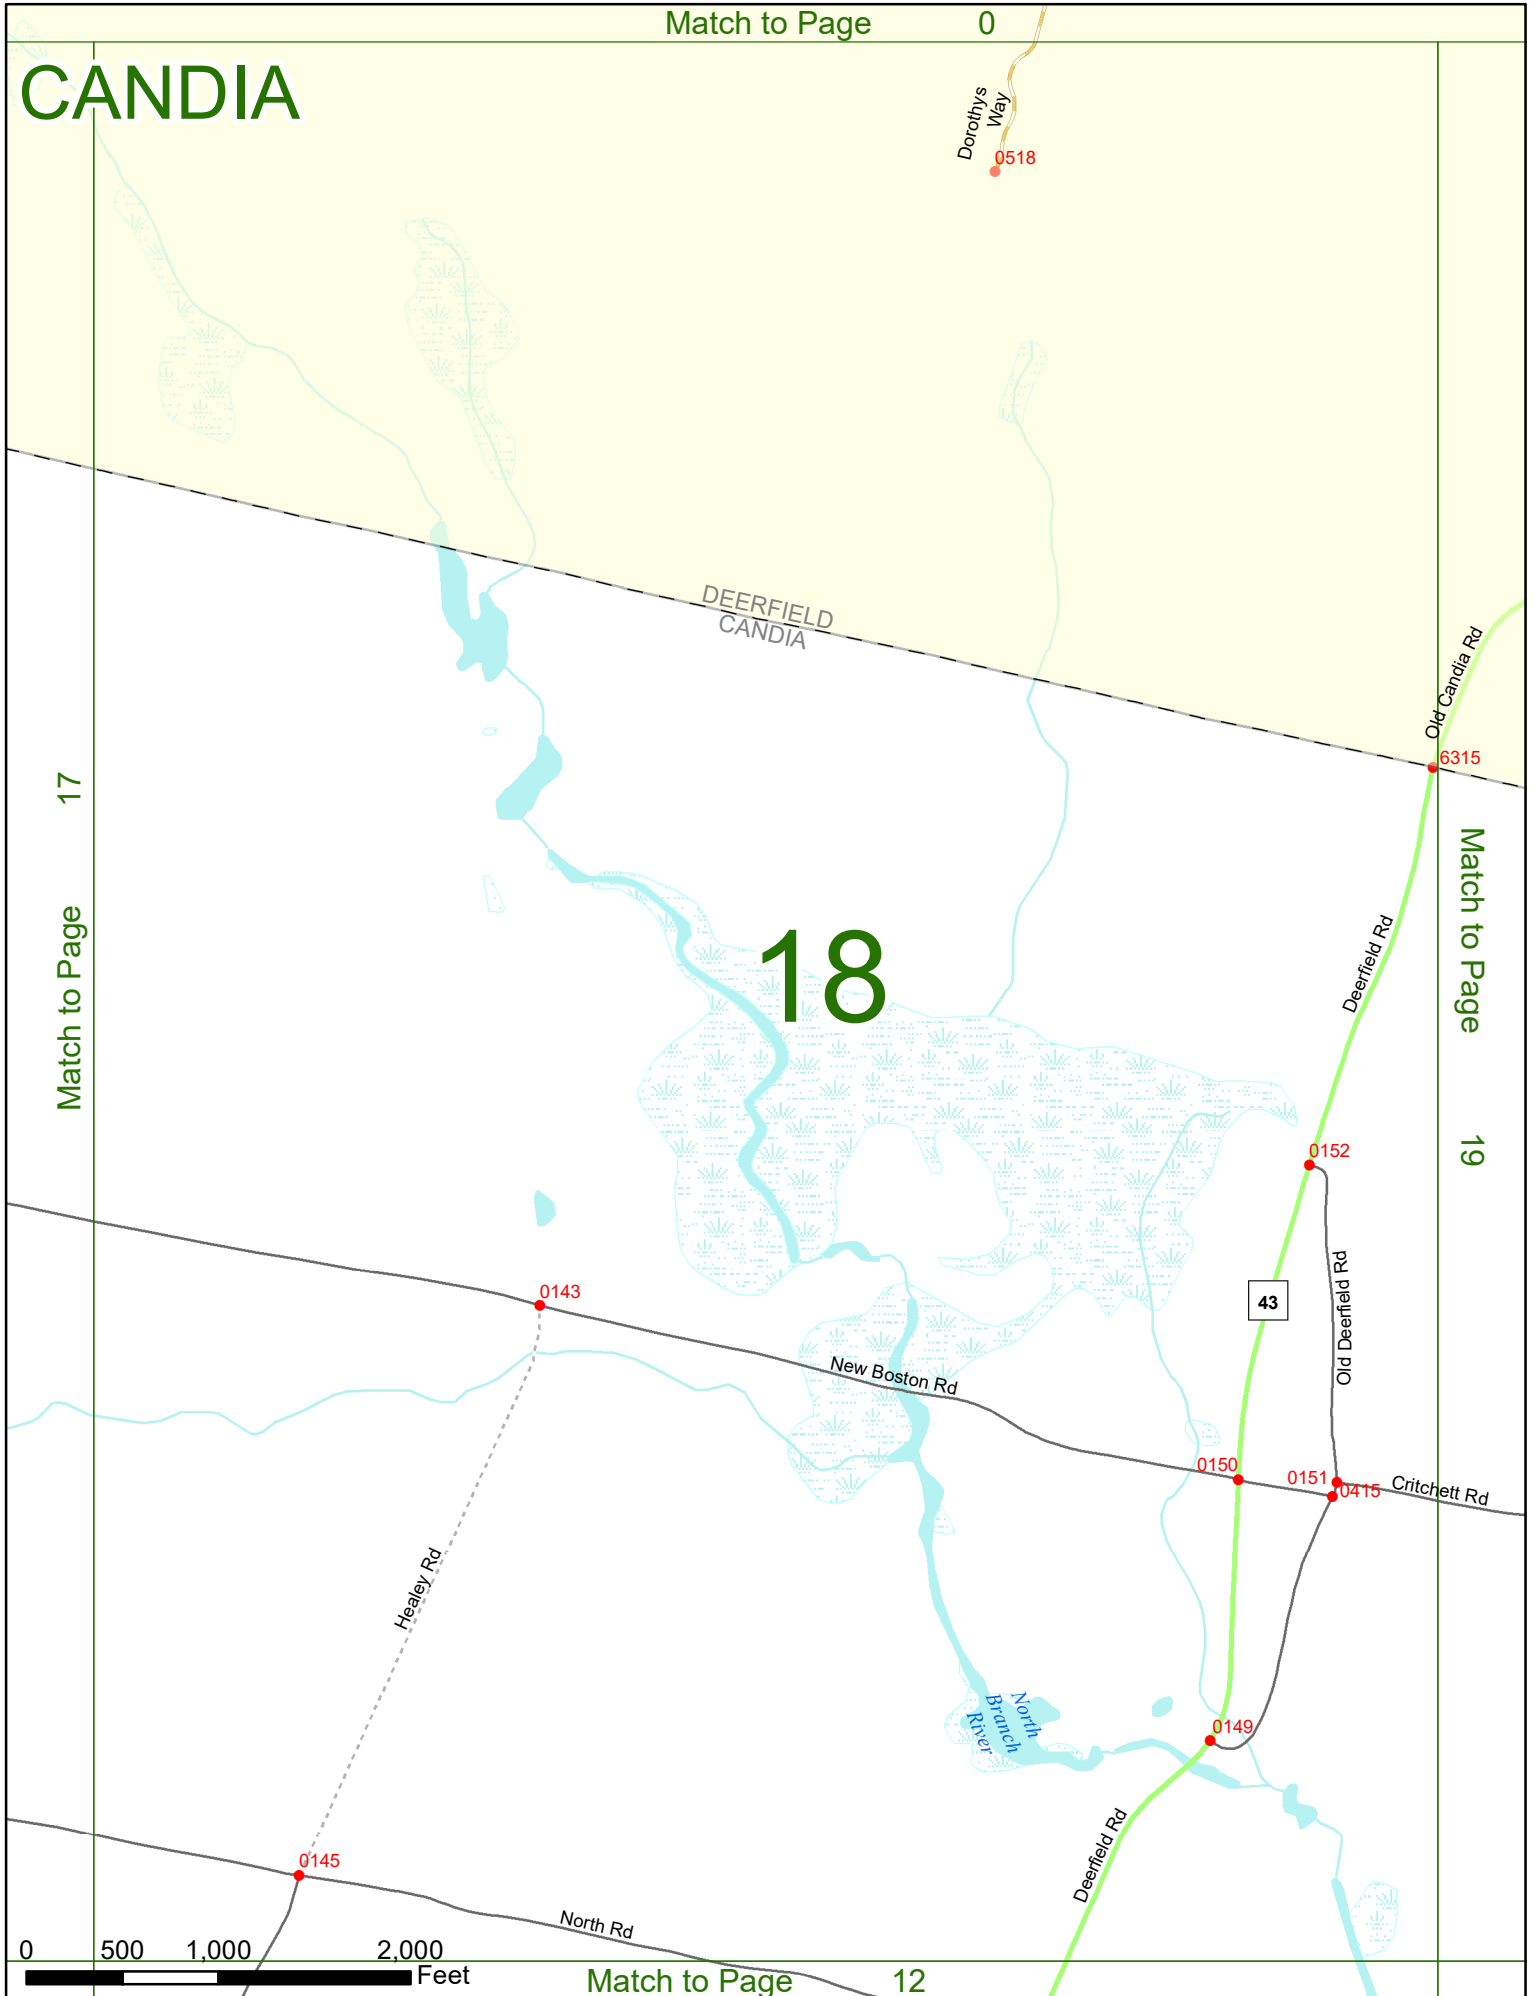 Match to Page 0
CANDIA
Dorothys
Way
0518
DEERFIELD
CANDIA
Old Candia Rd
6315
Match to Page 17
18
Match to Page 19
Deerfield Rd
0152
43
Old Deerfield Rd
0143
New Boston Rd
0150
0151
0415
Critchett Rd
Healey Rd
North
Branch
River
0149
Deerfield Rd
0145
North Rd
0 500 1,000 2,000
Feet
Match to Page 12